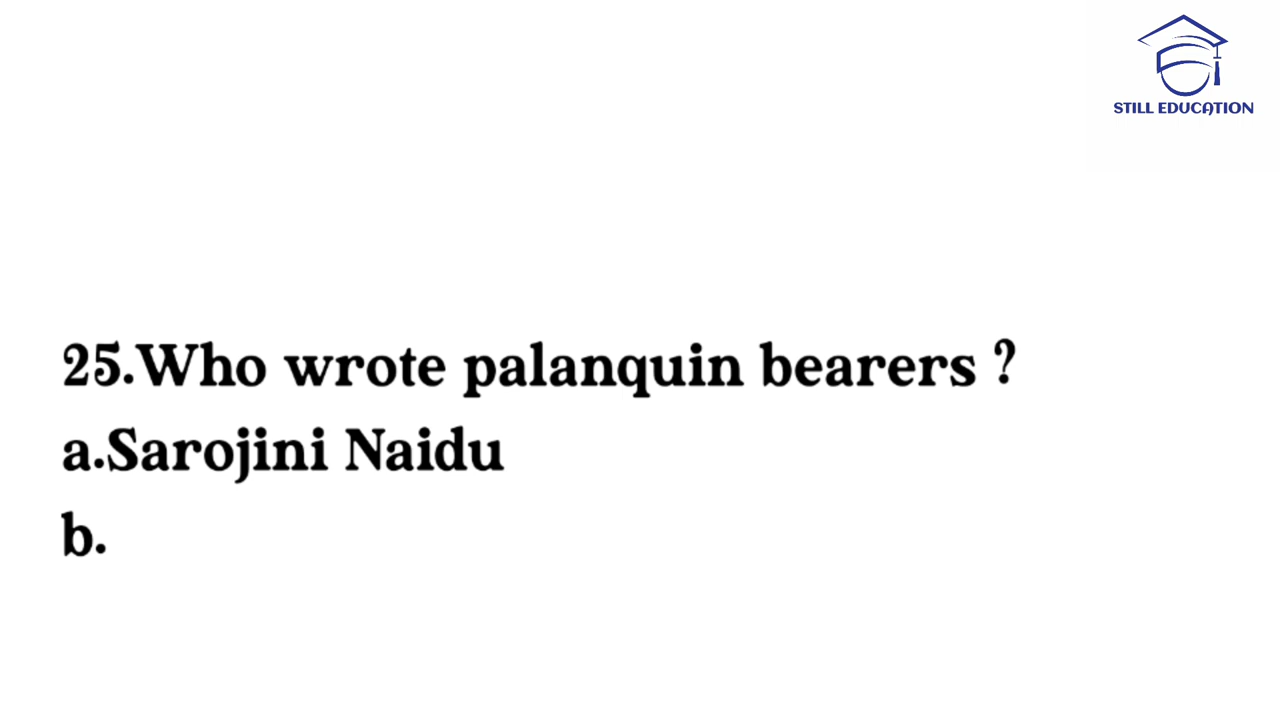 STILL EDUCATION
25.Who wrote palanquin bearers ?
a.Sarojini Naidu
b.